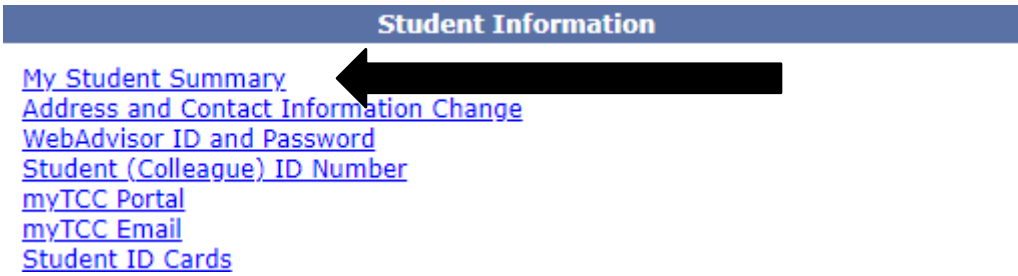 Student Information
My Student Summary
Address and Contact Information Change
WebAdvisor ID and Password
Student (Colleague) ID Number
myTCC Portal
myTCC Email
Student ID Cards